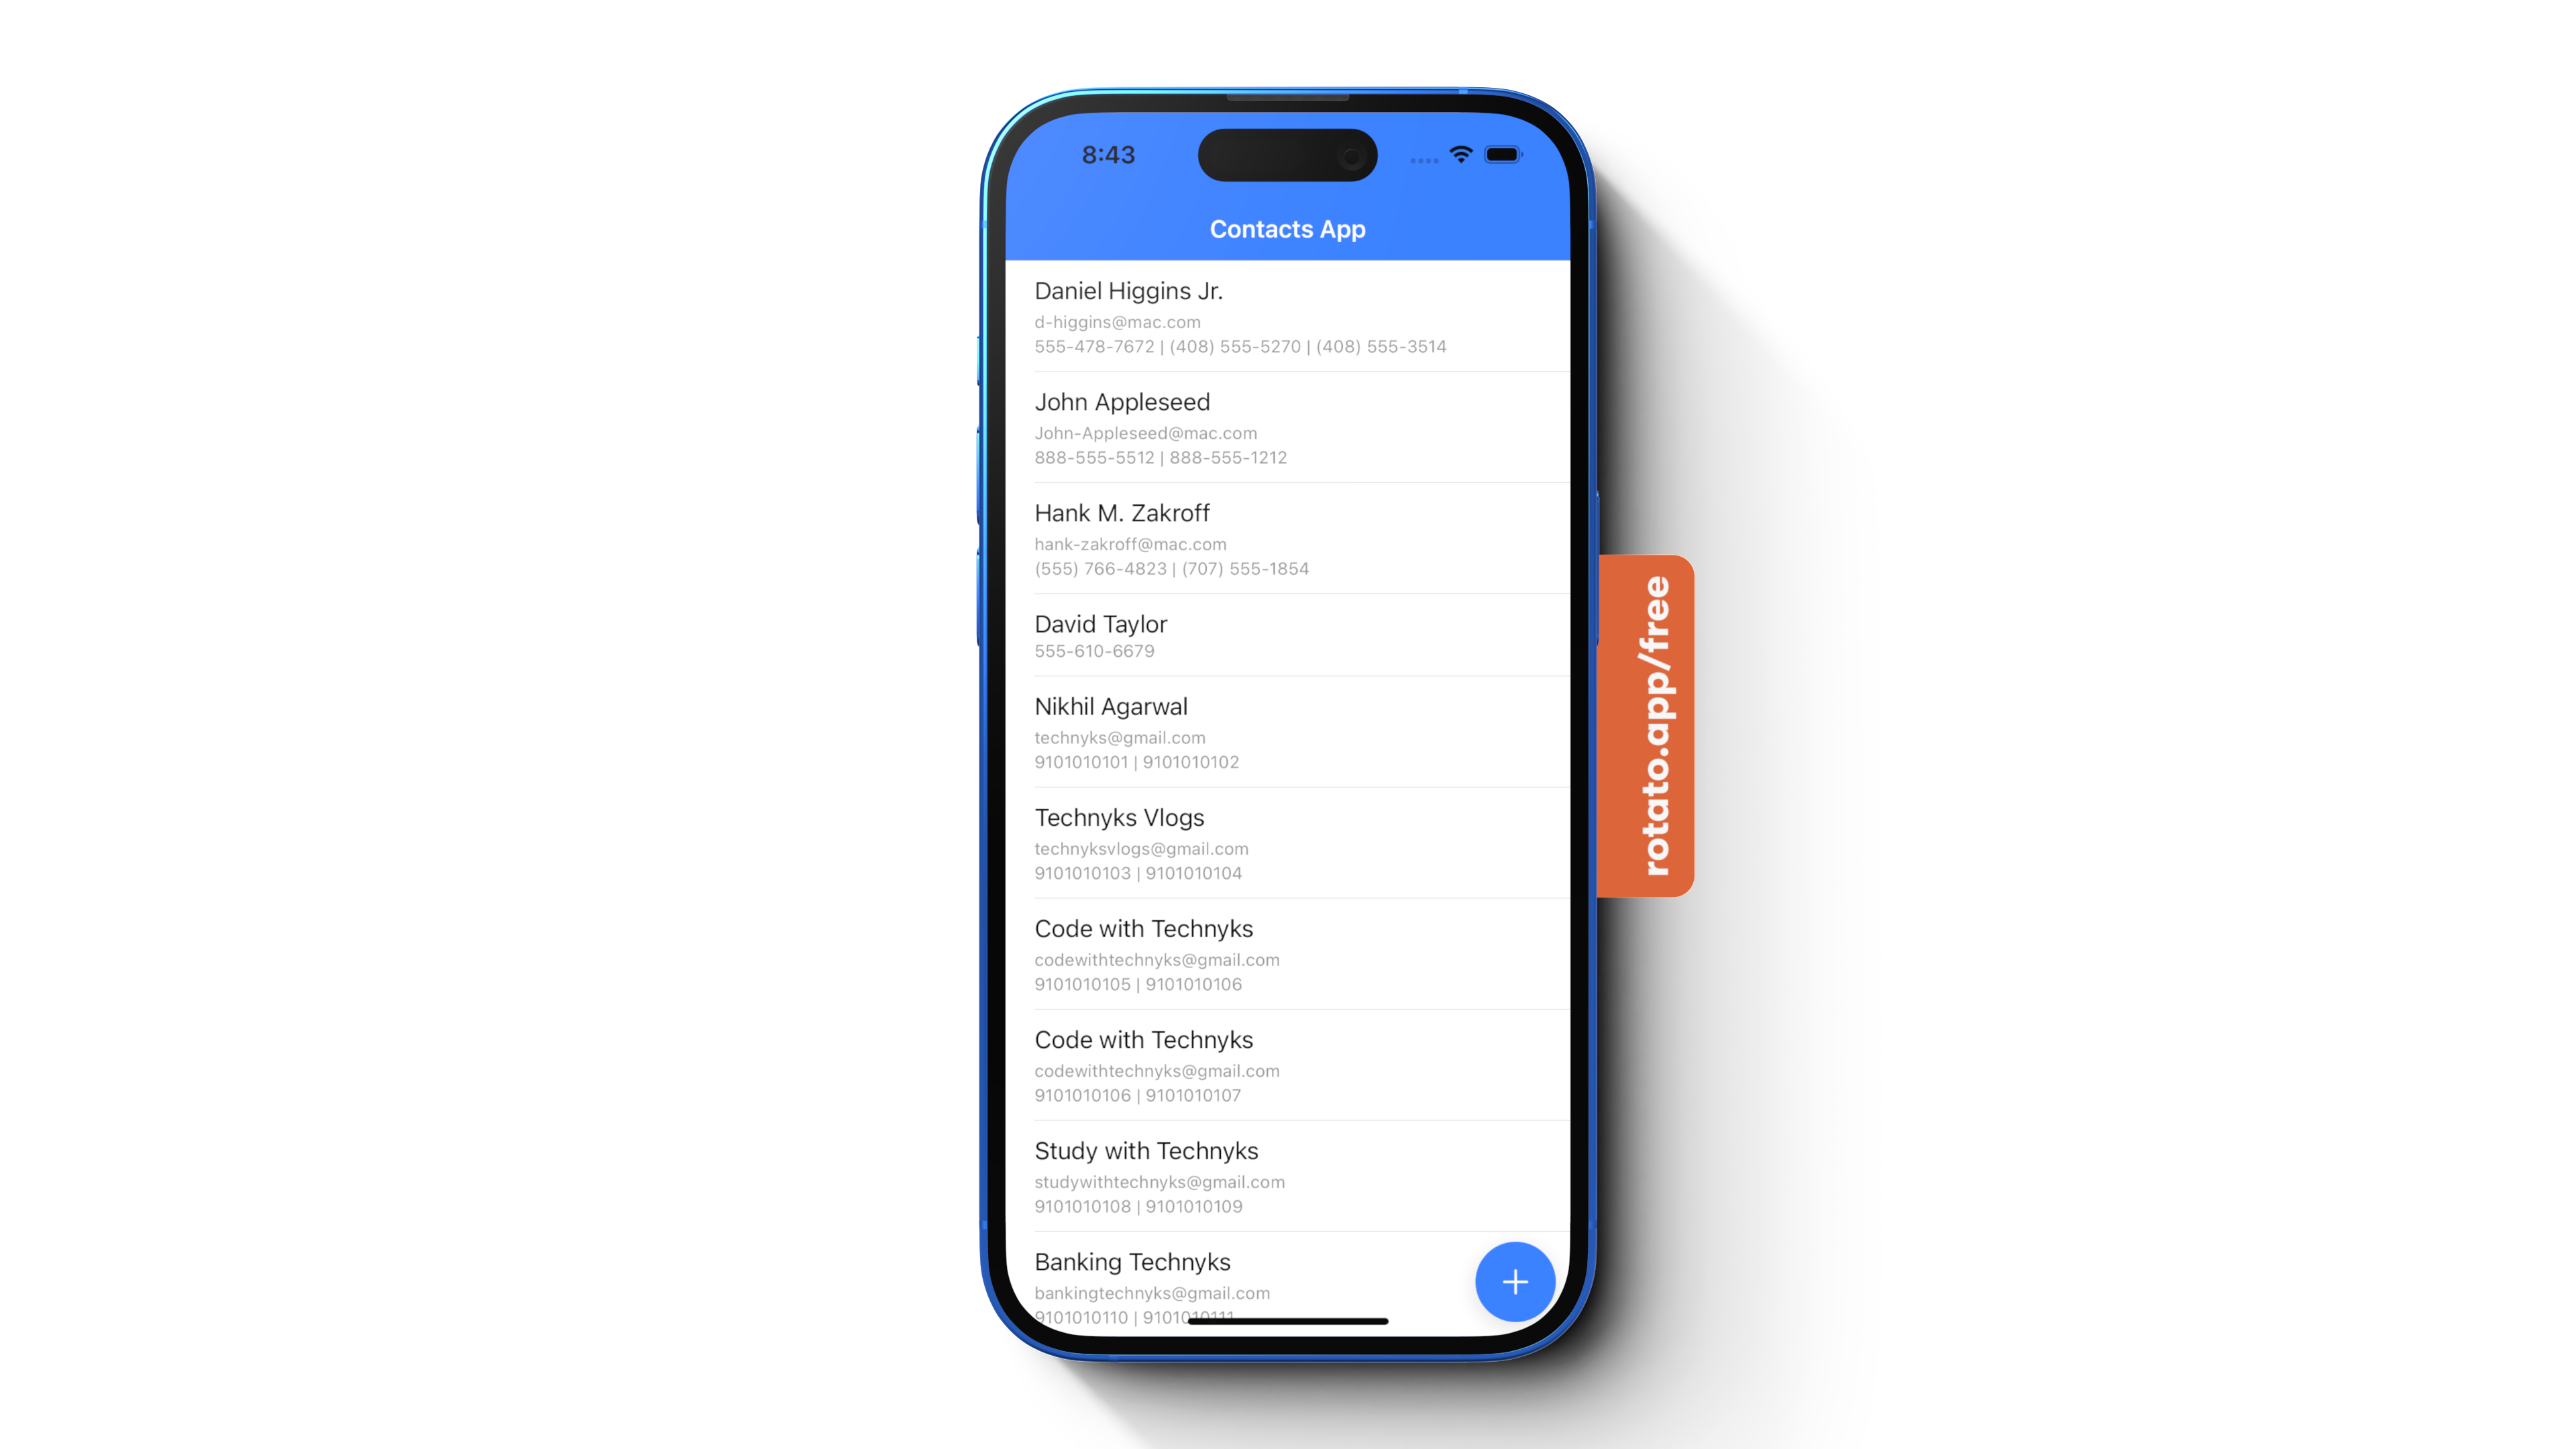 8:43
Contacts App
Daniel Higgins Jr.
d-higgins@mac.com
555-478-7672 | (408) 555-5270 | (408) 555-3514
John Appleseed
John-Appleseed@mac.com
888-555-5512 | 888-555-1212
Hank M. Zakroff
hank-zakroff@mac.com
(555) 766-4823 | (707) 555-1854
David Taylor
555-610-6679
Nikhil Agarwal
technyks@gmail.com
9101010101 | 9101010102
Technyks Vlogs
technyksvlogs@gmail.com
9101010103 | 9101010104
Code with Technyks
codewithtechnyks@gmail.com
9101010105 | 9101010106
Code with Technyks
codewithtechnyks@gmail.com
9101010106 | 9101010107
Study with Technyks
studywithtechnyks@gmail.com
9101010108 | 9101010109
Banking Technyks
bankingtechnyks@gmail.com
9101010110 | 9101010111
rotato.app/free